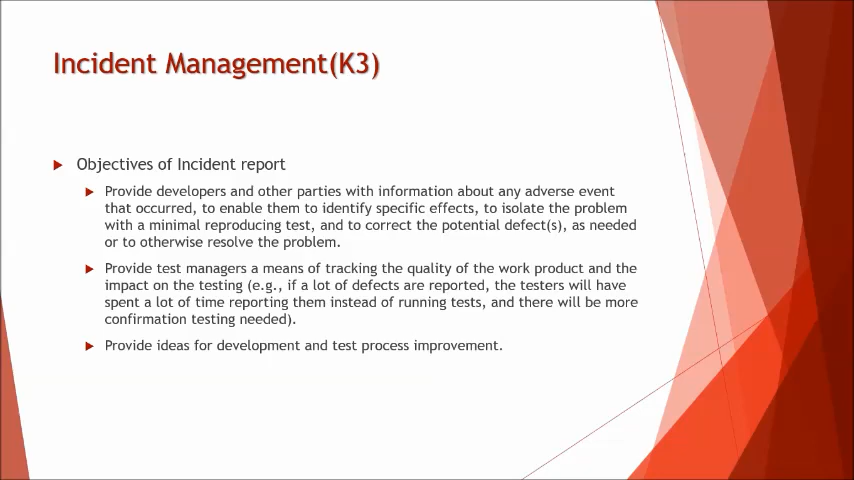 Incident Management(K3)
Objectives of Incident report
Provide developers and other parties with information about any adverse event
that occurred, to enable them to identify specific effects, to isolate the problem
with a minimal reproducing test, and to correct the potential defect(s), as needed
or to otherwise resolve the problem.
Provide test managers a means of tracking the quality of the work product and the
impact on the testing (e.g., if a lot of defects are reported, the testers will have
spent a lot of time reporting them instead of running tests, and there will be more
confirmation testing needed).
Provide ideas for development and test process improvement.